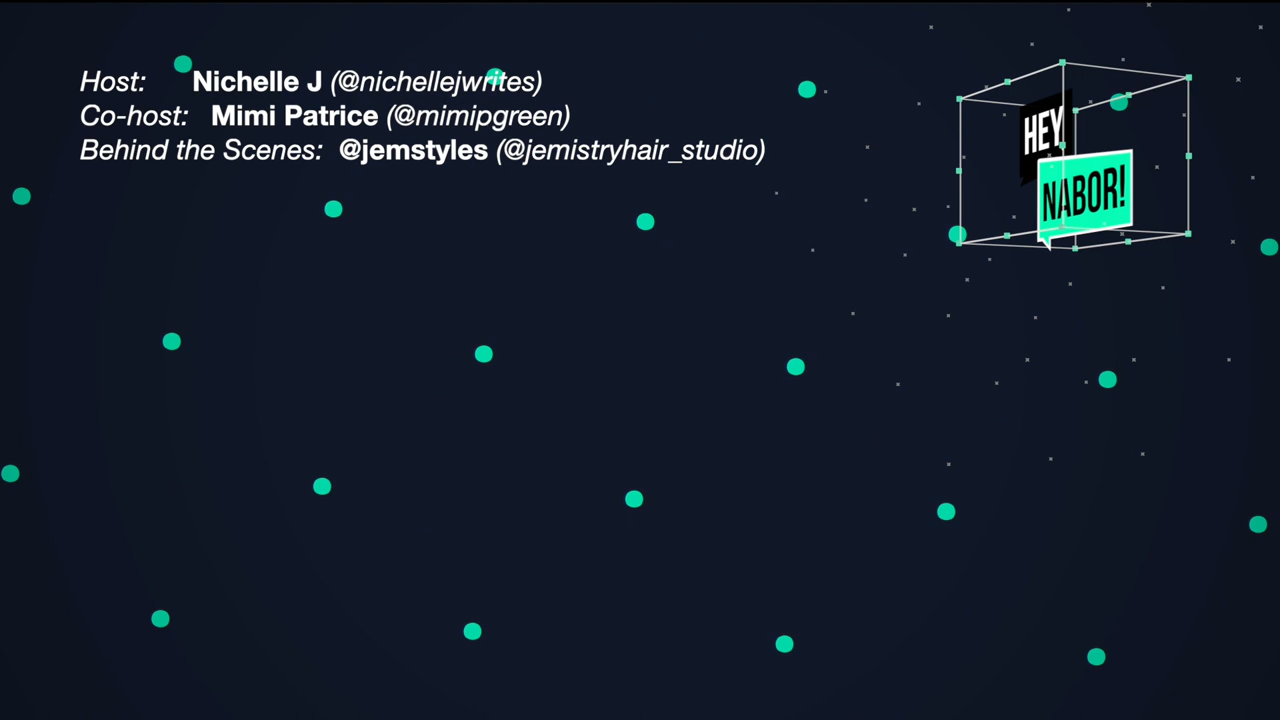 Host: Nichelle J (@nichellejwrites)
Co-host: Mimi Patrice (@mimipgreen)
Behind the Scenes: @jemstyles (@jemistryhair_studio)
HEY
NABOR!